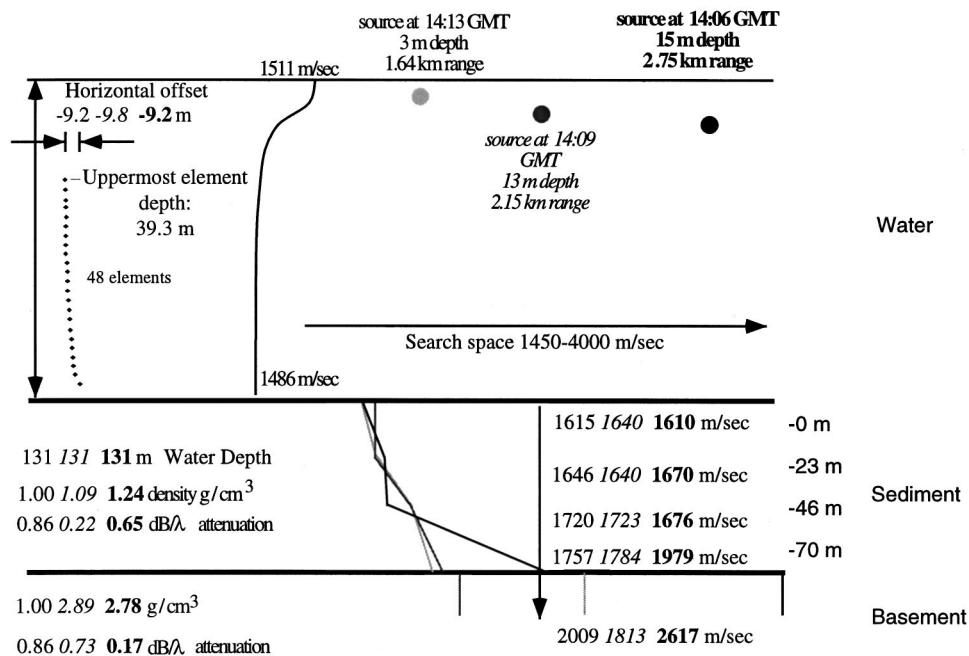 source at 14:13 GMT
3 m depth
1.64 km range
source at 14:06 GMT
15 m depth
2.75 km range
1511 m/sec
Horizontal offset
-9.2 -9.8 -9.2 m
source at 14:09
GMT
13 m depth
2.15 km range
Uppermost element
depth:
39.3 m
Water
48 elements
Search space 1450-4000 m/sec
1486 m/sec
1615 1640 1610 m/sec
-0 m
131 131 131 m Water Depth
1646 1640 1670 m/sec
-23 m
1.00 1.09 1.24 density g/cm3
Sediment
-46 m
0.86 0.22 0.65 dB/λ attenuation
1720 1723 1676 m/sec
1757 1784 1979 m/sec
-70 m
1.00 2.89 2.78 g/cm3
Basement
0.86 0.73 0.17 dB/λ attenuation
2009 1813 2617 m/sec